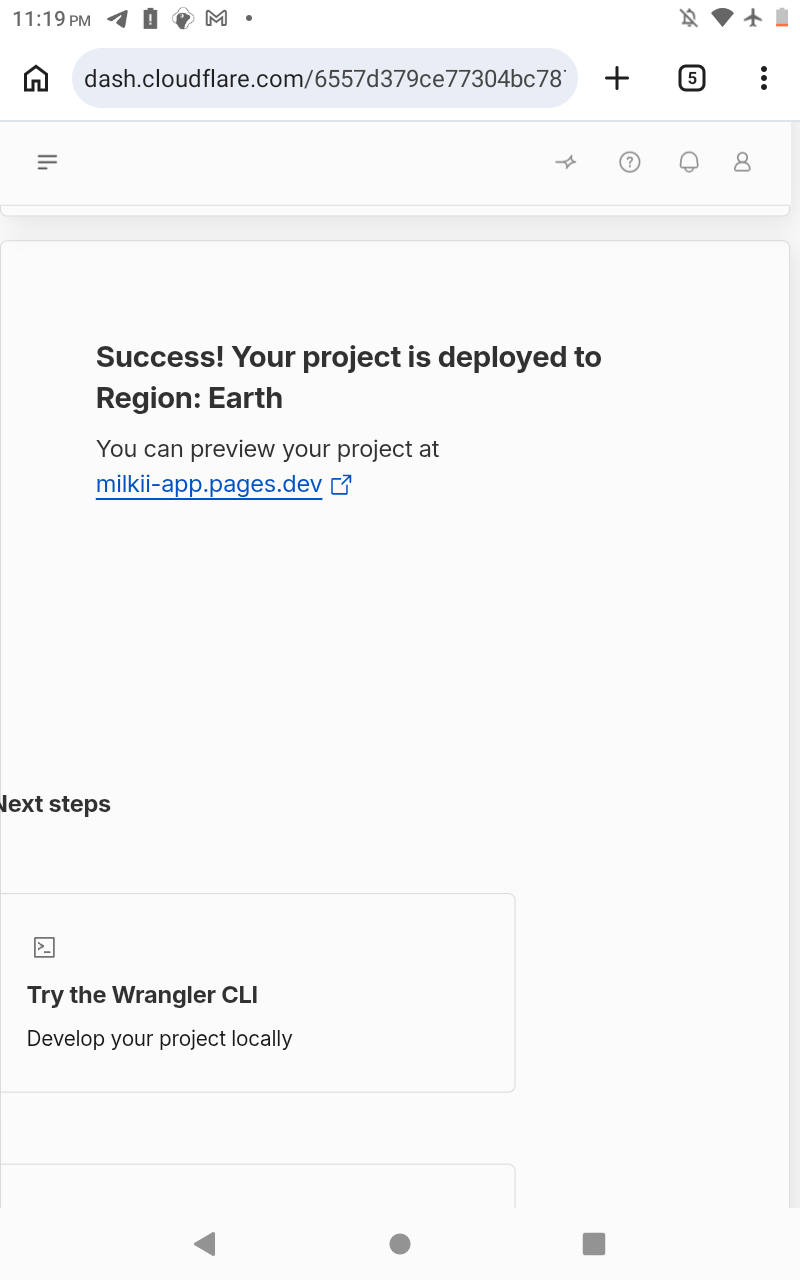 11:19 PM
dash.cloudflare.com/6557d379ce77304bc78
5
Success! Your project is deployed to
Region: Earth
You can preview your project at
milkii-app.pages.dev
Next steps
Try the Wrangler CLI
Develop your project locally